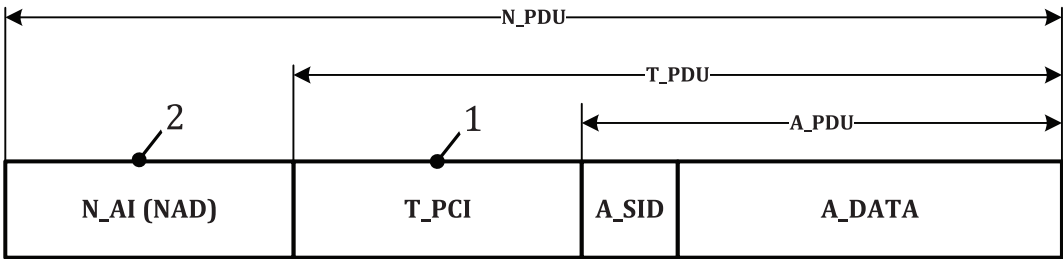 N_PDU
T_PDU
A_PDU
2
1
N_AI (NAD) T_PCI A_SID A_DATA